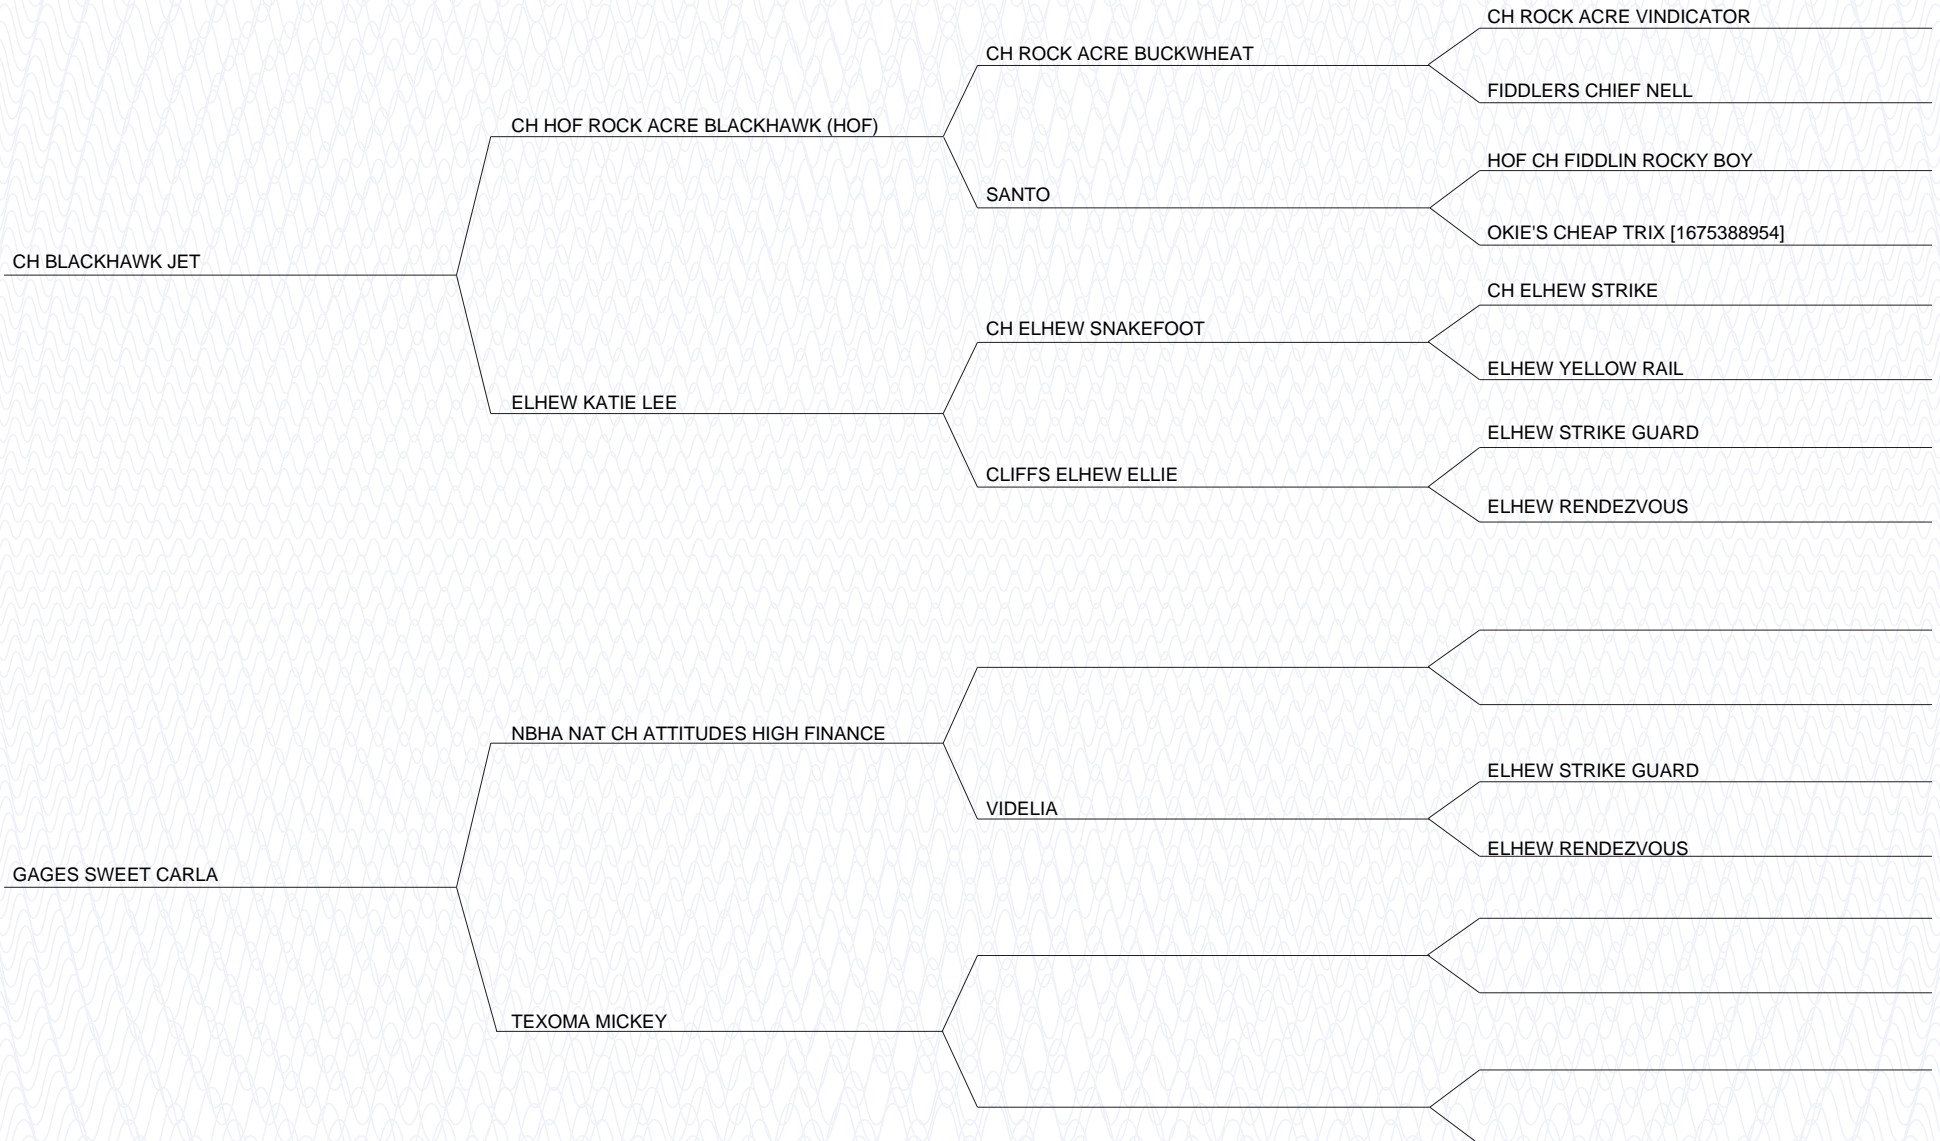 CH ROCK ACRE VINDICATOR
CH ROCK ACRE BUCKWHEAT
FIDDLERS CHIEF NELL
CH HOF ROCK ACRE BLACKHAWK (HOF)
HOF CH FIDDLIN ROCKY BOY
SANTO
OKIE'S CHEAP TRIX [1675388954]
CH BLACKHAWK JET
CH ELHEW STRIKE
CH ELHEW SNAKEFOOT
ELHEW YELLOW RAIL
ELHEW KATIE LEE
ELHEW STRIKE GUARD
CLIFFS ELHEW ELLIE
ELHEW RENDEZVOUS
NBHA NAT CH ATTITUDES HIGH FINANCE
ELHEW STRIKE GUARD
VIDELIA
ELHEW RENDEZVOUS
GAGES SWEET CARLA
TEXOMA MICKEY